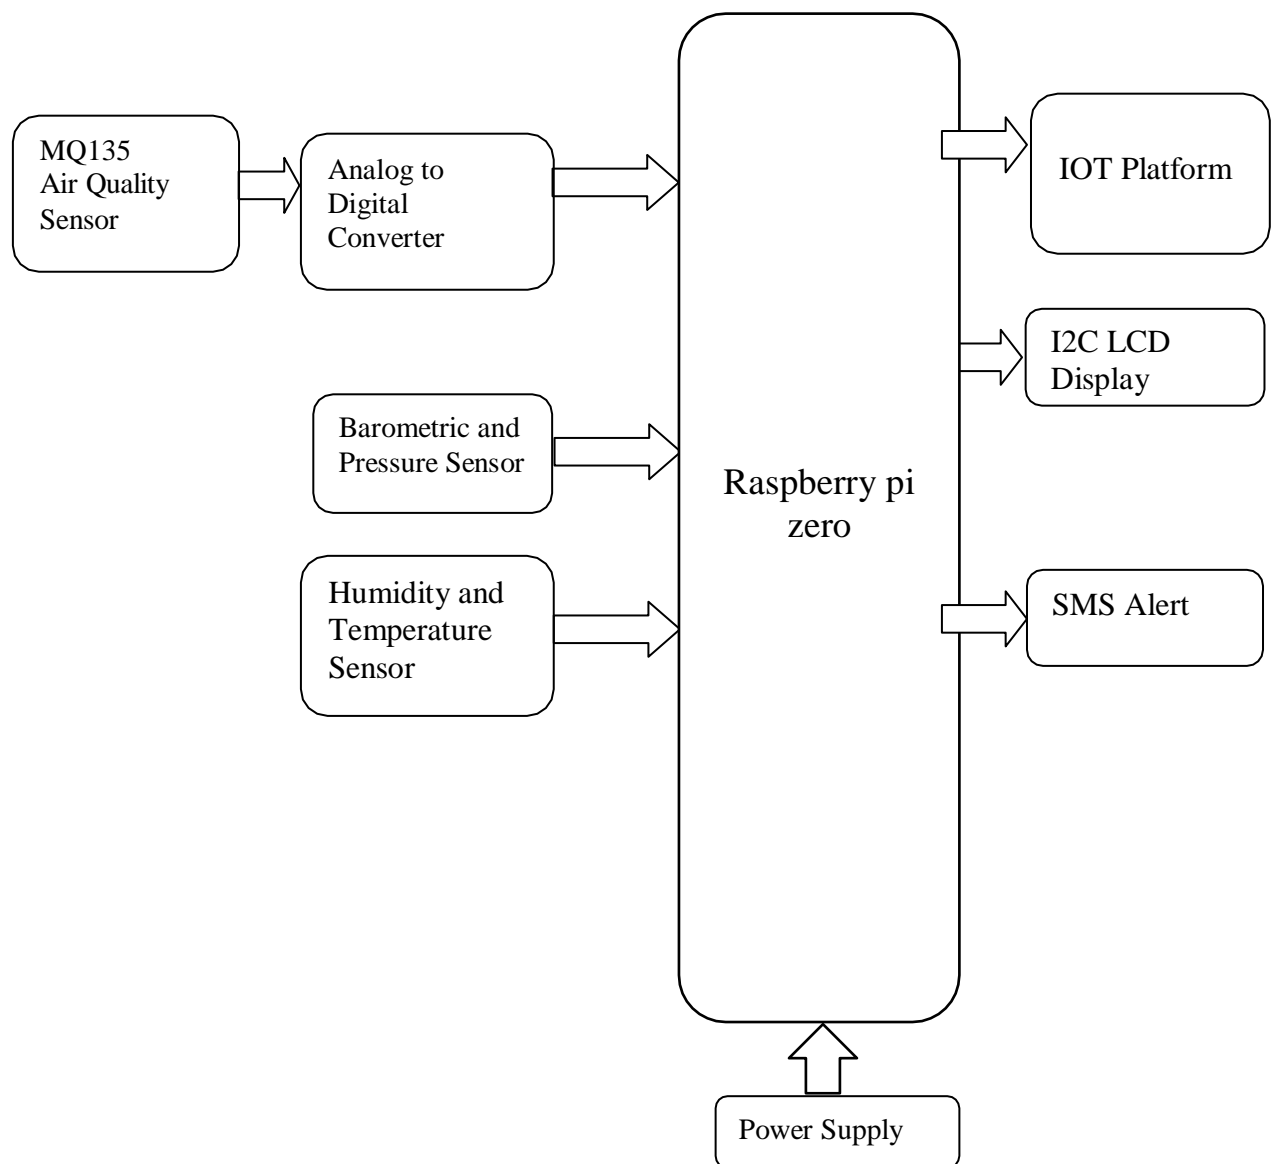 MQ135
Air Quality
Sensor
Analog to
Digital
Converter
IOT Platform
I2C LCD
Display
Barometric and
Pressure Sensor
Raspberry pi
zero
Humidity and
Temperature
Sensor
SMS Alert
Power Supply